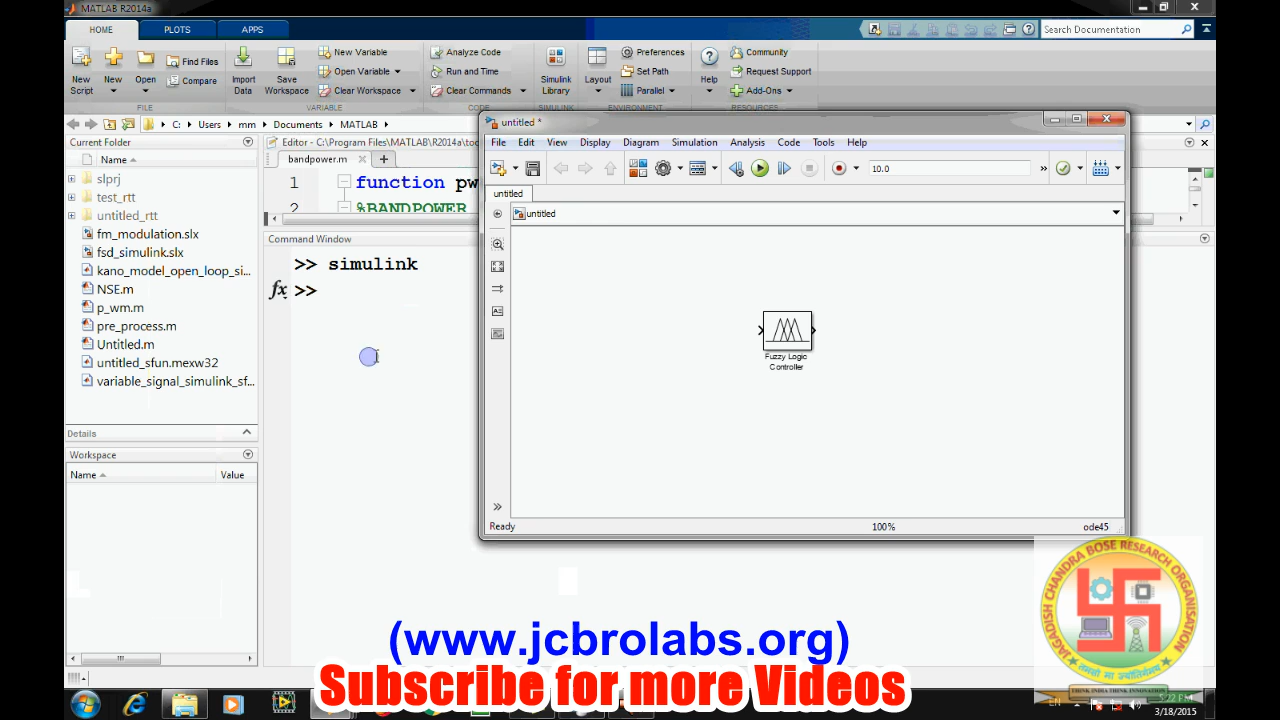 MATLAB R2014a
HOME
PLOTS
APPS
Search Documentation
New Script
New
Open
Find Files
Compare
Import Data
Save Workspace
New Variable
Open Variable
Clear Workspace
Analyze Code
Run and Time
Clear Commands
Simulink Library
Layout
Preferences
Set Path
Parallel
Help
Community
Request Support
Add-Ons
FILE
VARIABLE
CODE
SIMULINK
ENVIRONMENT
RESOURCES
C: Users mm Documents MATLAB
Current Folder
Name
slprj
test_rtt
untitled_rtt
fm_modulation.slx
fsd_simulink.slx
kano_model_open_loop_si...
NSE.m
p_wm.m
pre_process.m
Untitled.m
untitled_sfun.mexw32
variable_signal_simulink_sf...
Details
Workspace
Name
Value
Editor - C:\Program Files\MATLAB\R2014a\too
bandpower.m
1 function pw
2 %BANDPOWER
Command Window
>> simulink
fx >>
untitled *
File Edit View Display Diagram Simulation Analysis Code Tools Help
10.0
untitled
untitled
Fuzzy Logic
Controller
Ready
100%
ode45
JAGADISH CHANDRA BOSE RESEARCH ORGANISATION
तमसो मा ज्योतिर्गमय
THINK INDIA THINK INNOVATION
(www.jcbrolabs.org)
Subscribe for more Videos
3/18/2015